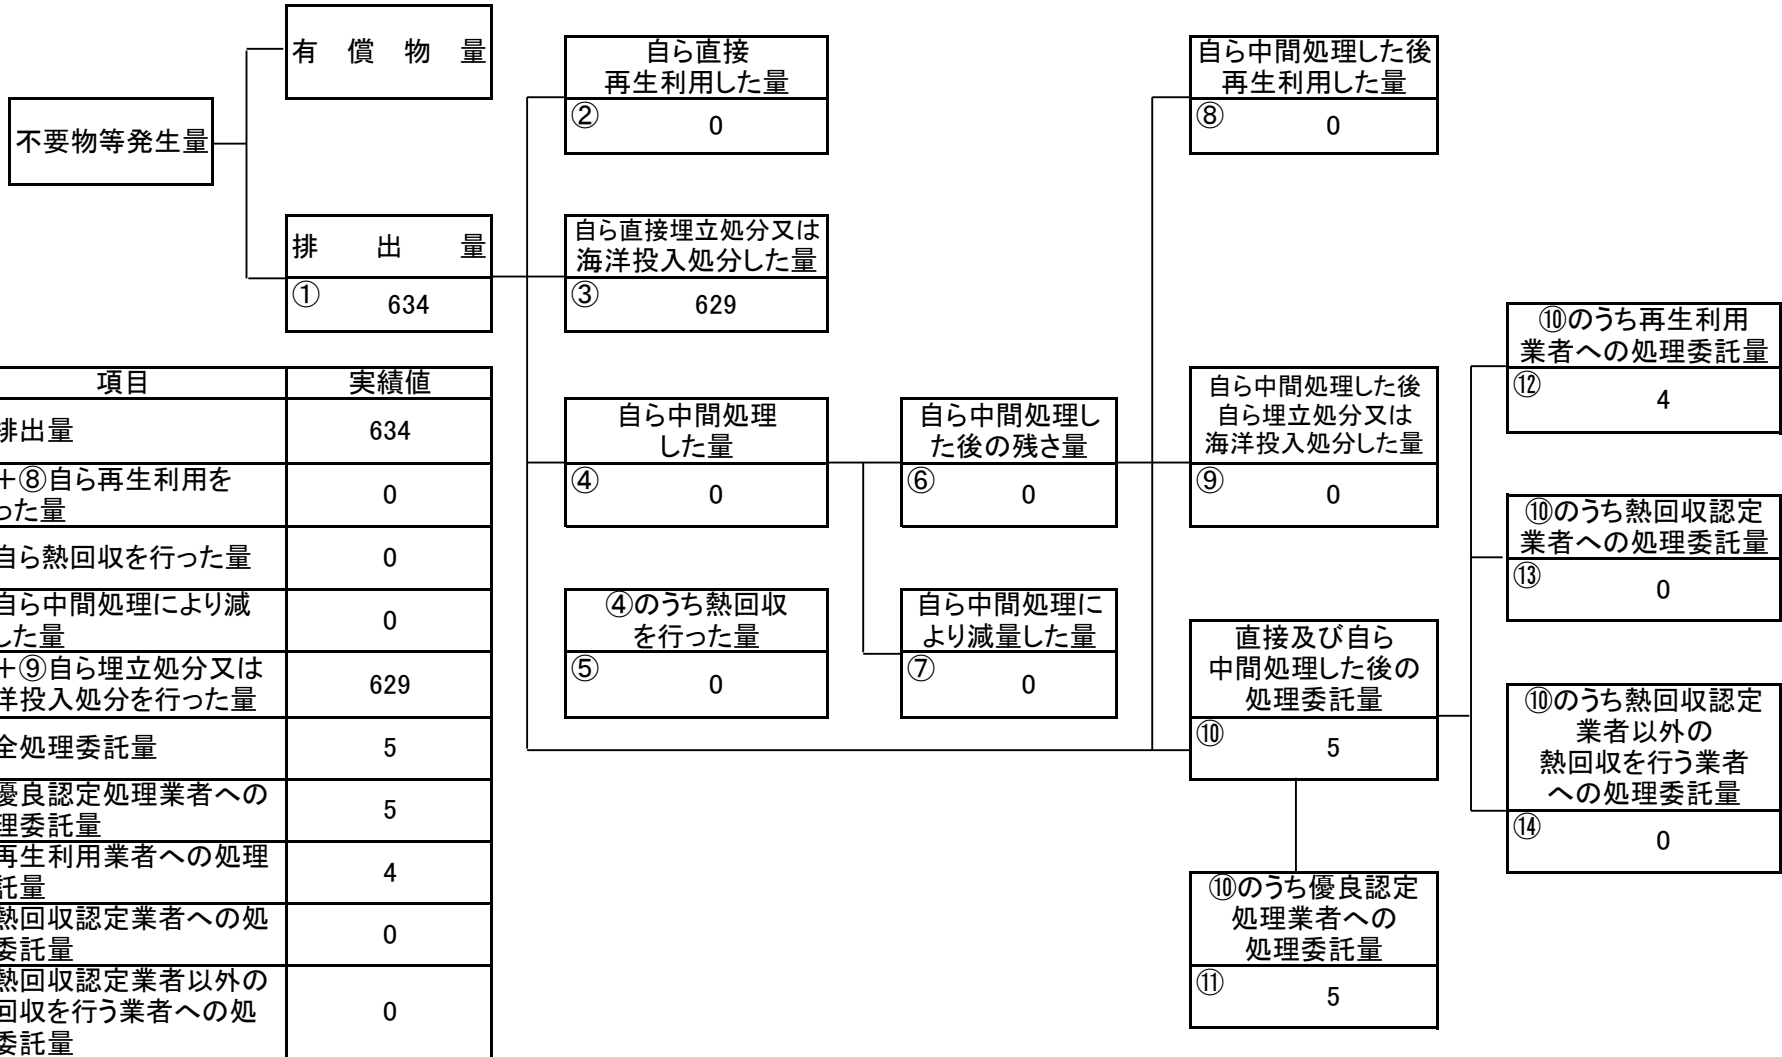 有償物量
不要物等発生量
排出量
① 634
自ら直接
再生利用した量
② 0
自ら直接埋立処分又は
海洋投入処分した量
③ 629
自ら中間処理
した量
④ 0
④のうち熱回収
を行った量
⑤ 0
自ら中間処理し
た後の残さ量
⑥ 0
自ら中間処理に
より減量した量
⑦ 0
自ら中間処理した後
再生利用した量
⑧ 0
自ら中間処理した後
自ら埋立処分又は
海洋投入処分した量
⑨ 0
直接及び自ら
中間処理した後の
処理委託量
⑩ 5
⑩のうち優良認定
処理業者への
処理委託量
⑪ 5
⑩のうち再生利用
業者への処理委託量
⑫ 4
⑩のうち熱回収認定
業者への処理委託量
⑬ 0
⑩のうち熱回収認定
業者以外の
熱回収を行う業者
への処理委託量
⑭ 0
項目 実績値
排出量 634
+⑧自ら再生利用を
った量 0
自ら熱回収を行った量 0
自ら中間処理により減
した量 0
+⑨自ら埋立処分又は
洋投入処分を行った量 629
全処理委託量 5
優良認定処理業者への
理委託量 5
再生利用業者への処理
託量 4
熱回収認定業者への処
委託量 0
熱回収認定業者以外の
回収を行う業者への処
委託量 0